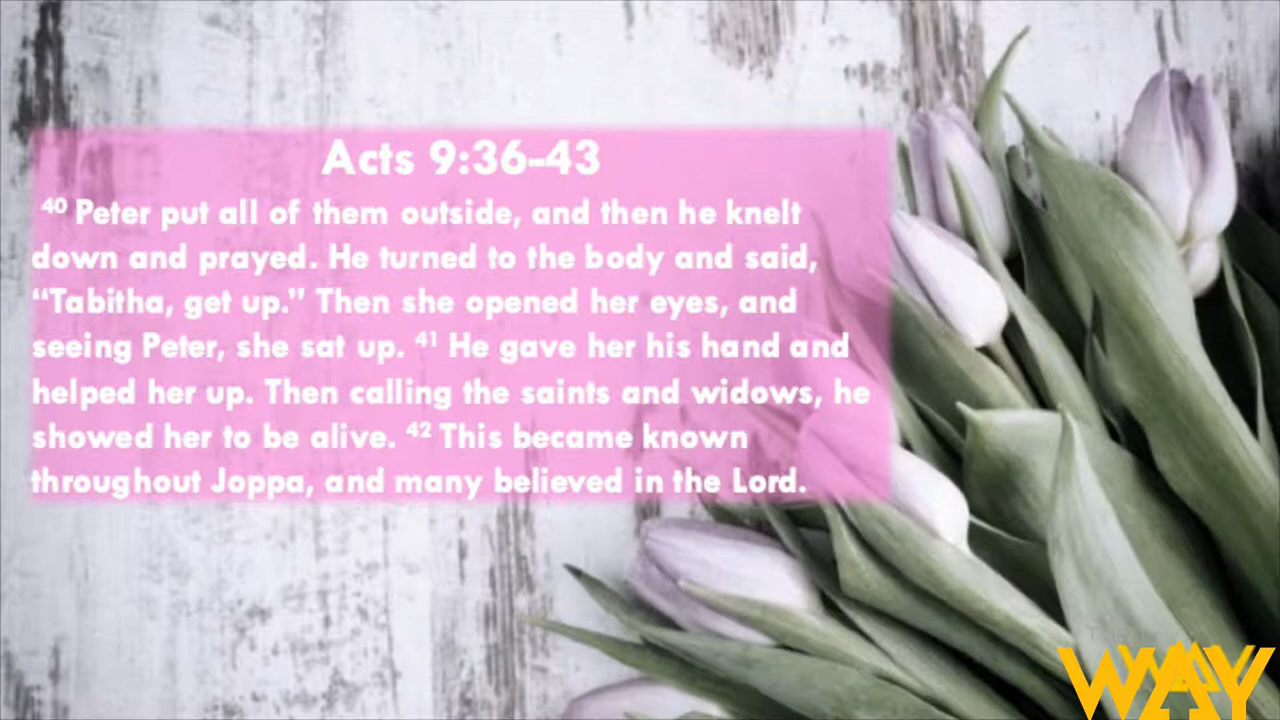 Acts 9:36-43
40 Peter put all of them outside, and then he knelt
down and prayed. He turned to the body and said,
“Tabitha, get up.” Then she opened her eyes, and
seeing Peter, she sat up. 41 He gave her his hand and
helped her up. Then calling the saints and widows, he
showed her to be alive. 42 This became known
throughout Joppa, and many believed in the Lord.
WAY